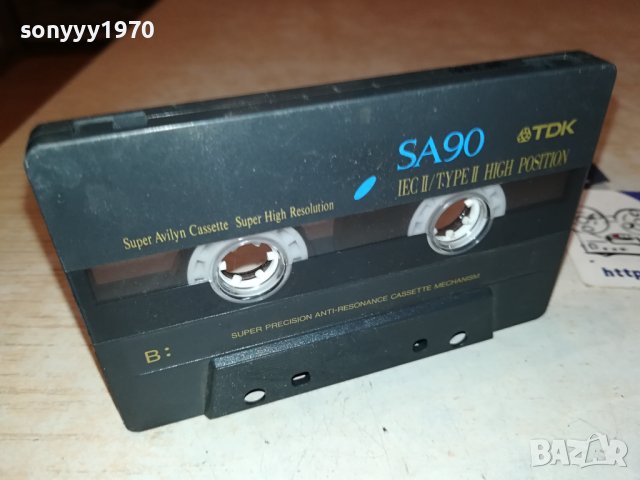 sonyyy1970
SA90
TDK
IEC II/TYPE II HIGH POSITION
Super Avilyn Cassette Super High Resolution
SUPER PRECISION ANTI-RESONANCE CASSETTE MECHANISM
B:
http
BAZAR